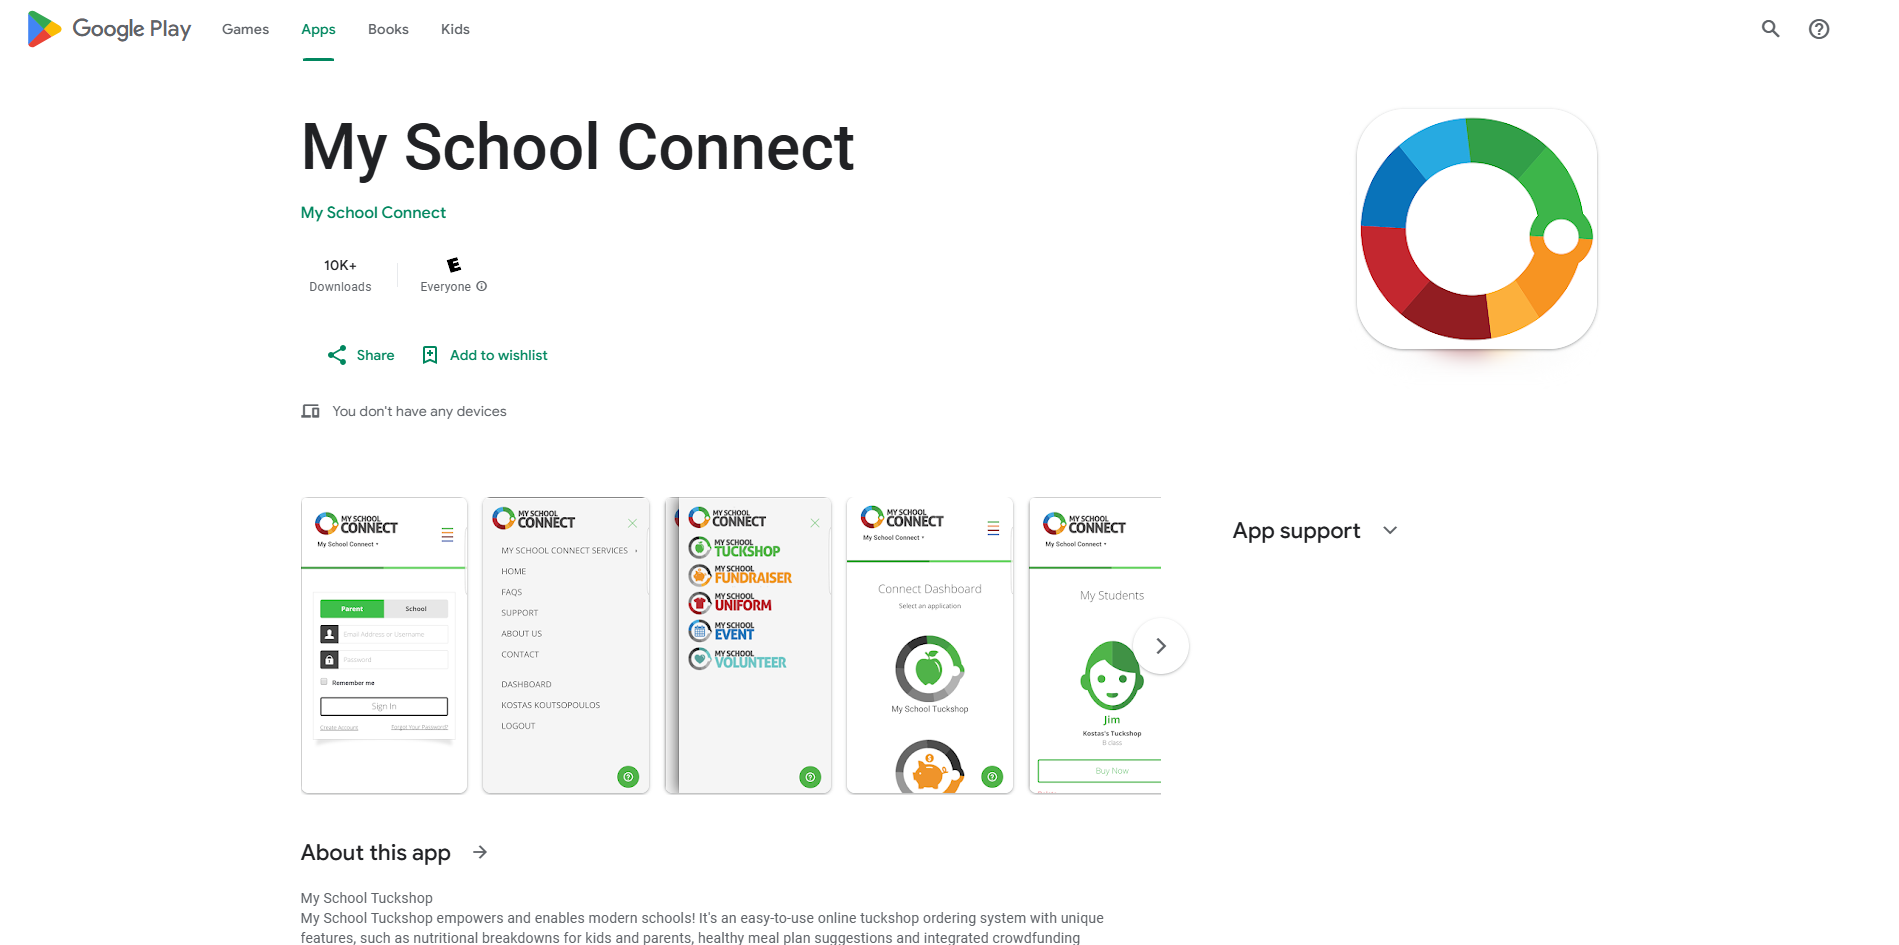 Google Play
Games
Apps
Books
Kids
My School Connect
My School Connect
10K+
Downloads
E
Everyone
Share
Add to wishlist
You don't have any devices
MY SCHOOL
CONNECT
My School Connect
Parent
School
Email Address or Username
Password
Remember me
Sign In
Create Account
Forgot Your Password?
MY SCHOOL
CONNECT
MY SCHOOL CONNECT SERVICES
HOME
FAQS
SUPPORT
ABOUT US
CONTACT
DASHBOARD
KOSTAS KOUTSOPOULOS
LOGOUT
MY SCHOOL
CONNECT
MY SCHOOL
TUCKSHOP
MY SCHOOL
FUNDRAISER
MY SCHOOL
UNIFORM
MY SCHOOL
EVENT
MY SCHOOL
VOLUNTEER
MY SCHOOL
CONNECT
My School Connect
Connect Dashboard
Select an application
My School Tuckshop
MY SCHOOL
CONNECT
My School Connect
My Students
Jim
Kostas's Tuckshop
B class
Buy Now
App support
About this app
My School Tuckshop
My School Tuckshop empowers and enables modern schools! It's an easy-to-use online tuckshop ordering system with unique
features, such as nutritional breakdowns for kids and parents, healthy meal plan suggestions and integrated crowdfunding